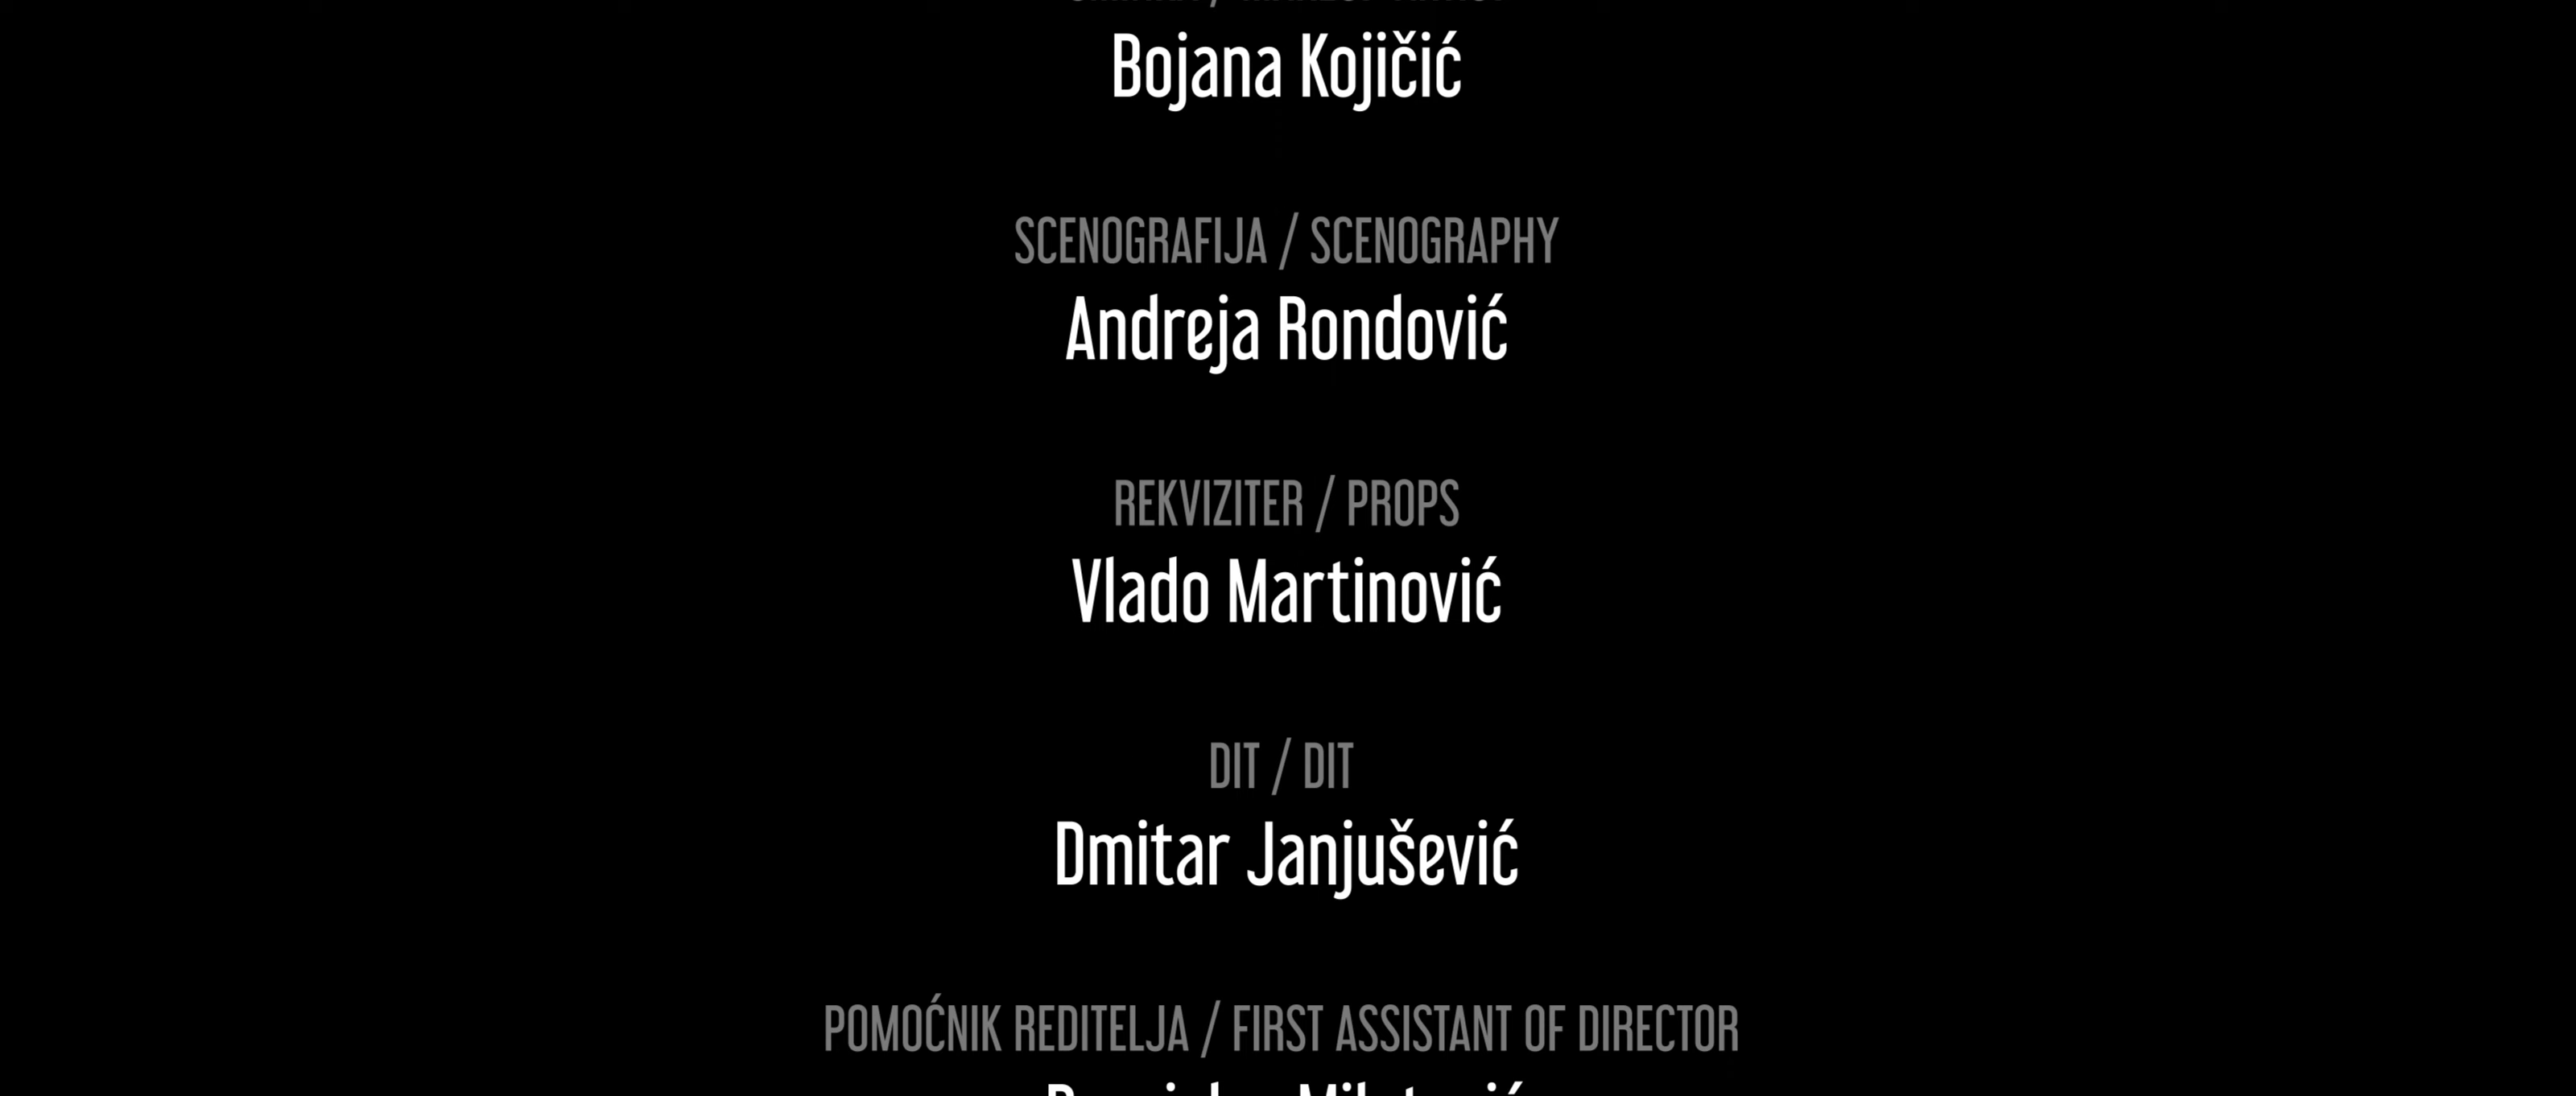 Bojana Kojičić
SCENOGRAFIJA / SCENOGRAPHY
Andreja Rondović
REKVIZITER / PROPS
Vlado Martinović
DIT / DIT
Dmitar Janjušević
POMOĆNIK REDITELJA / FIRST ASSISTANT OF DIRECTOR